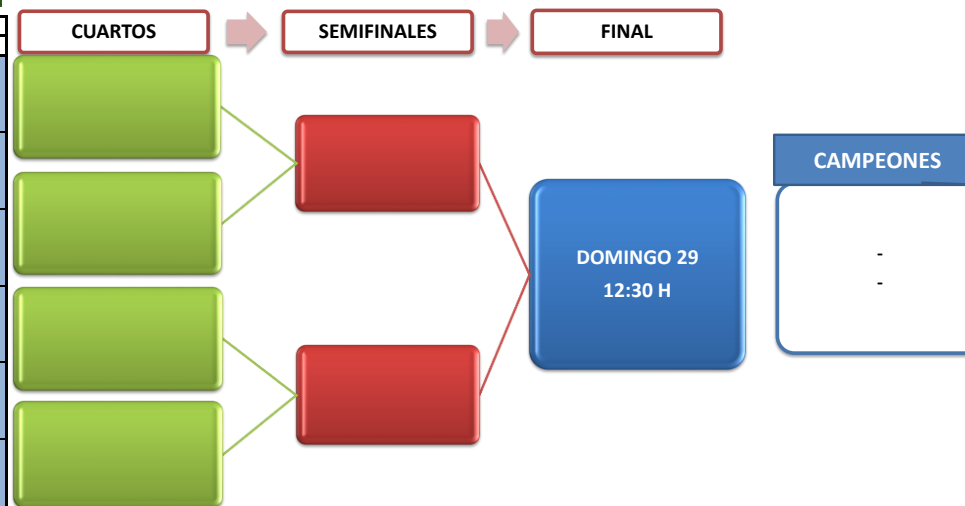 CUARTOS
SEMIFINALES
FINAL
CAMPEONES
DOMINGO 29
12:30 H
-
-